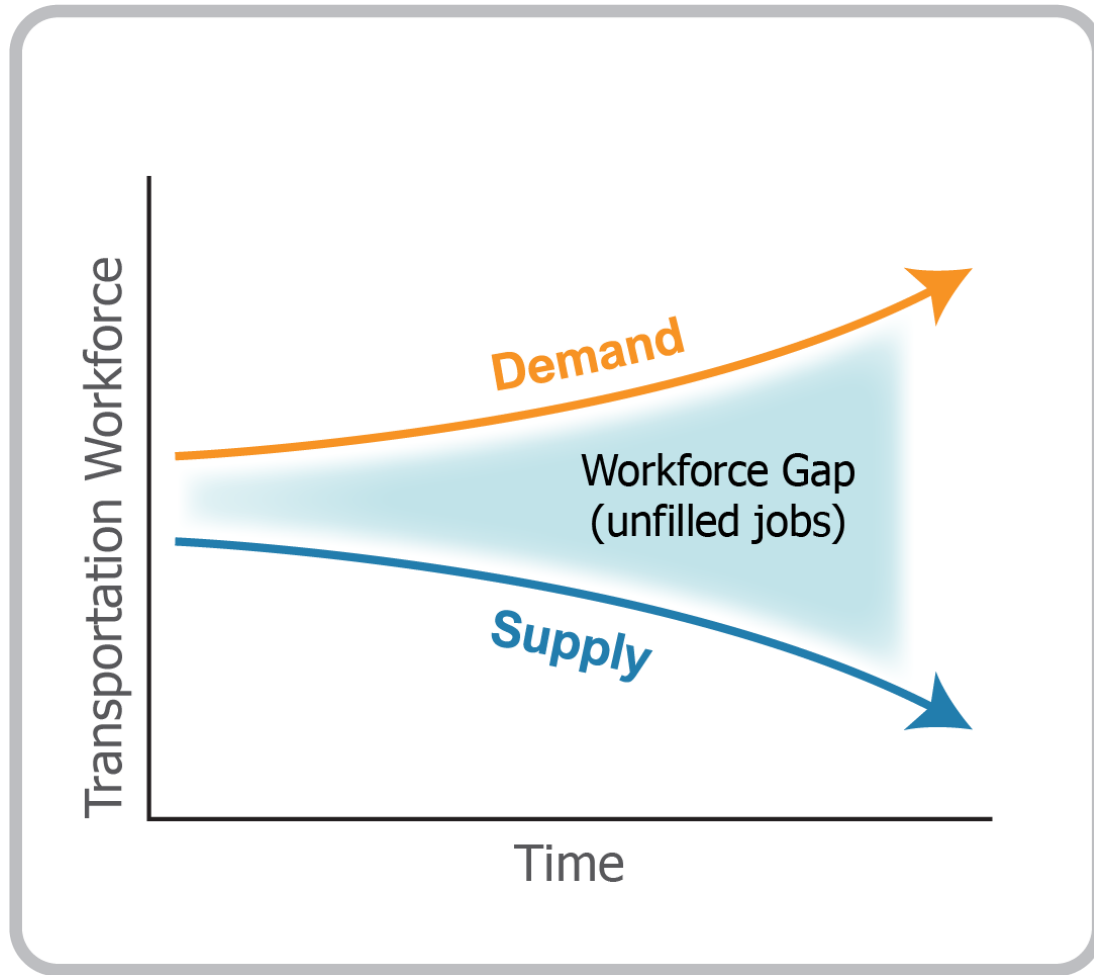 Transportation Workforce
Demand
Workforce Gap
(unfilled jobs)
Supply
Time